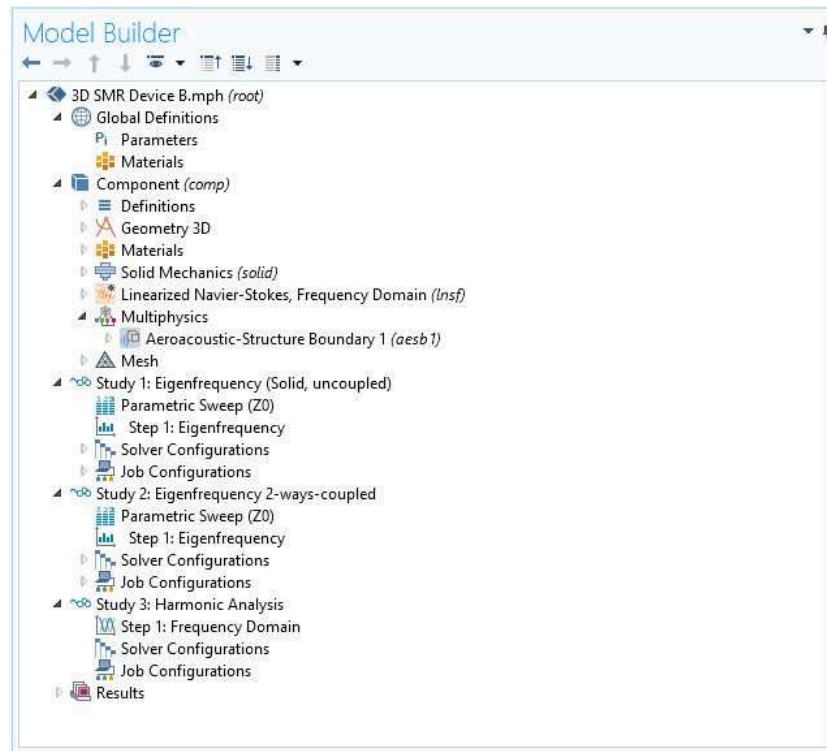 Model Builder
3D SMR Device B.mph (root)
Global Definitions
Pi Parameters
Materials
Component (comp)
Definitions
Geometry 3D
Materials
Solid Mechanics (solid)
Linearized Navier-Stokes, Frequency Domain (lnsf)
Multiphysics
Aeroacoustic-Structure Boundary 1 (aesb1)
Mesh
Study 1: Eigenfrequency (Solid, uncoupled)
Parametric Sweep (Z0)
Step 1: Eigenfrequency
Solver Configurations
Job Configurations
Study 2: Eigenfrequency 2-ways-coupled
Parametric Sweep (Z0)
Step 1: Eigenfrequency
Solver Configurations
Job Configurations
Study 3: Harmonic Analysis
Step 1: Frequency Domain
Solver Configurations
Job Configurations
Results